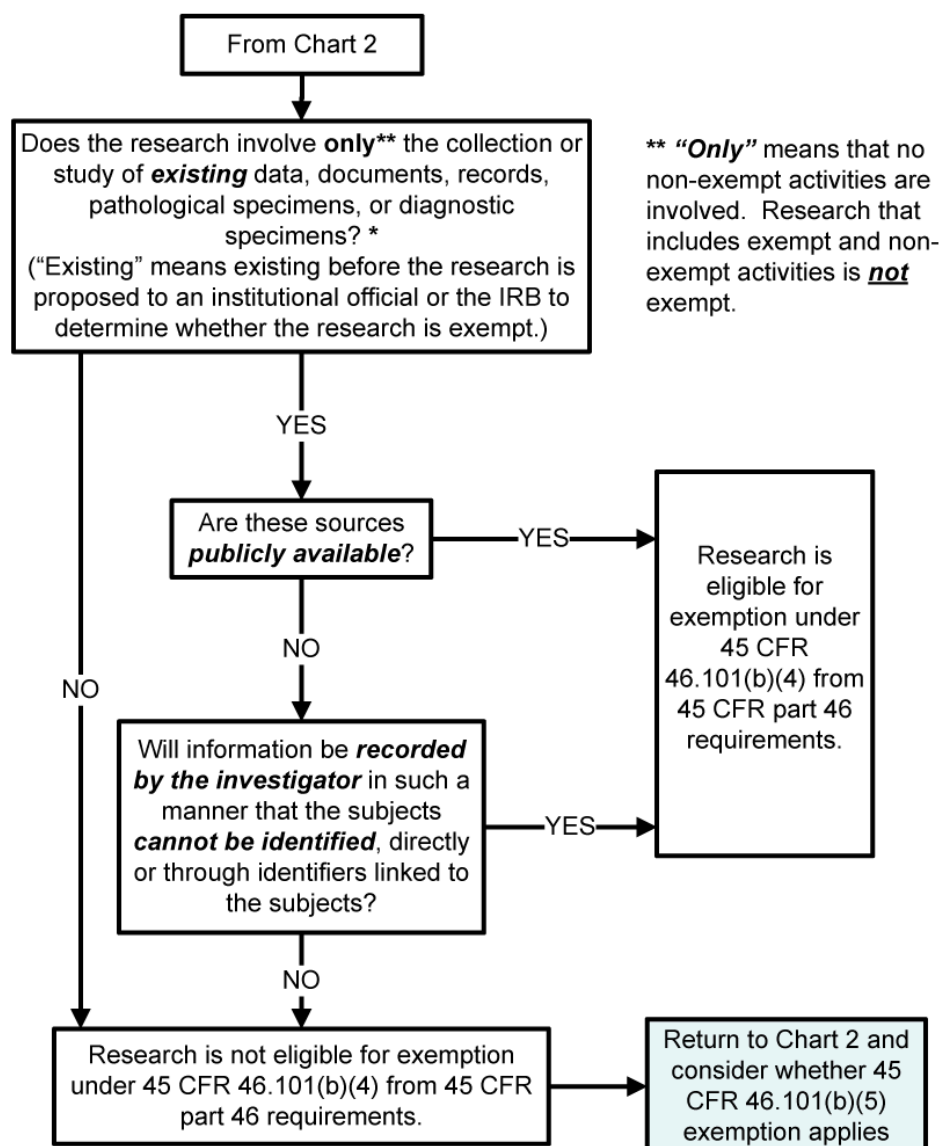 From Chart 2
Does the research involve only** the collection or
study of existing data, documents, records,
pathological specimens, or diagnostic
specimens? *
(“Existing” means existing before the research is
proposed to an institutional official or the IRB to
determine whether the research is exempt.)
** “Only” means that no
non-exempt activities are
involved.  Research that
includes exempt and non-
exempt activities is not
exempt.
YES
Are these sources
publicly available?
YES
Research is
eligible for
exemption under
45 CFR
46.101(b)(4) from
45 CFR part 46
requirements.
NO
NO
Will information be recorded
by the investigator in such a
manner that the subjects
cannot be identified, directly
or through identifiers linked to
the subjects?
YES
NO
Research is not eligible for exemption
under 45 CFR 46.101(b)(4) from 45 CFR
part 46 requirements.
Return to Chart 2 and
consider whether 45
CFR 46.101(b)(5)
exemption applies